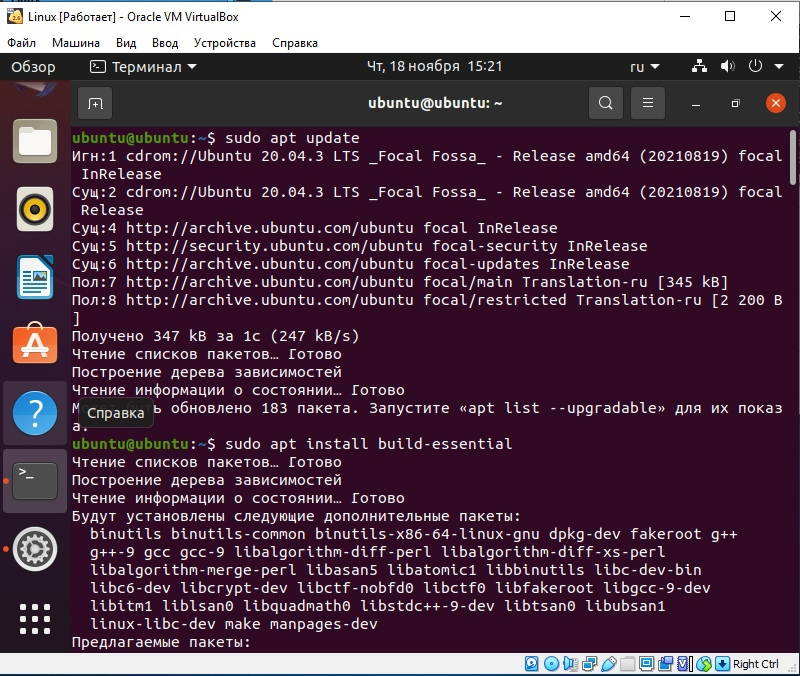 Linux [Работает] - Oracle VM VirtualBox
Файл Машина Вид Ввод Устройства Справка
Обзор Терминал Чт, 18 ноября 15:21 ru
ubuntu@ubuntu: ~
ubuntu@ubuntu:~$ sudo apt update
Игн:1 cdrom://Ubuntu 20.04.3 LTS _Focal Fossa_ - Release amd64 (20210819) focal
InRelease
Сущ:2 cdrom://Ubuntu 20.04.3 LTS _Focal Fossa_ - Release amd64 (20210819) focal
Release
Сущ:4 http://archive.ubuntu.com/ubuntu focal InRelease
Сущ:5 http://security.ubuntu.com/ubuntu focal-security InRelease
Сущ:6 http://archive.ubuntu.com/ubuntu focal-updates InRelease
Пол:7 http://archive.ubuntu.com/ubuntu focal/main Translation-ru [345 kB]
Пол:8 http://archive.ubuntu.com/ubuntu focal/restricted Translation-ru [2 200 B
]
Получено 347 kB за 1с (247 kB/s)
Чтение списков пакетов… Готово
Построение дерева зависимостей
Чтение информации о состоянии… Готово
обновлено 183 пакета. Запустите «apt list --upgradable» для их показ
а.
Справка
ubuntu@ubuntu:~$ sudo apt install build-essential
Чтение списков пакетов… Готово
Построение дерева зависимостей
Чтение информации о состоянии… Готово
Будут установлены следующие дополнительные пакеты:
binutils binutils-common binutils-x86-64-linux-gnu dpkg-dev fakeroot g++
g++-9 gcc gcc-9 libalgorithm-diff-perl libalgorithm-diff-xs-perl
libalgorithm-merge-perl libasan5 libatomic1 libbinutils libc-dev-bin
libc6-dev libcrypt-dev libctf-nobfd0 libctf0 libfakeroot libgcc-9-dev
libitm1 liblsan0 libquadmath0 libstdc++-9-dev libtsan0 libubsan1
linux-libc-dev make manpages-dev
Предлагаемые пакеты:
Right Ctrl